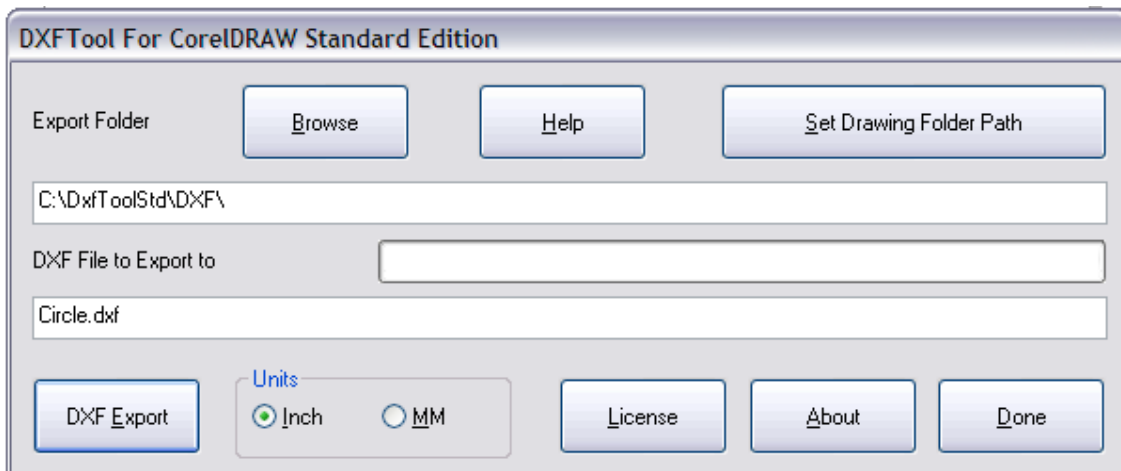 DXFTool For CorelDRAW Standard Edition
Export Folder Browse Help Set Drawing Folder Path
C:\DxfToolStd\DXF\
DXF File to Export to
Circle.dxf
Units
DXF Export Inch MM License About Done